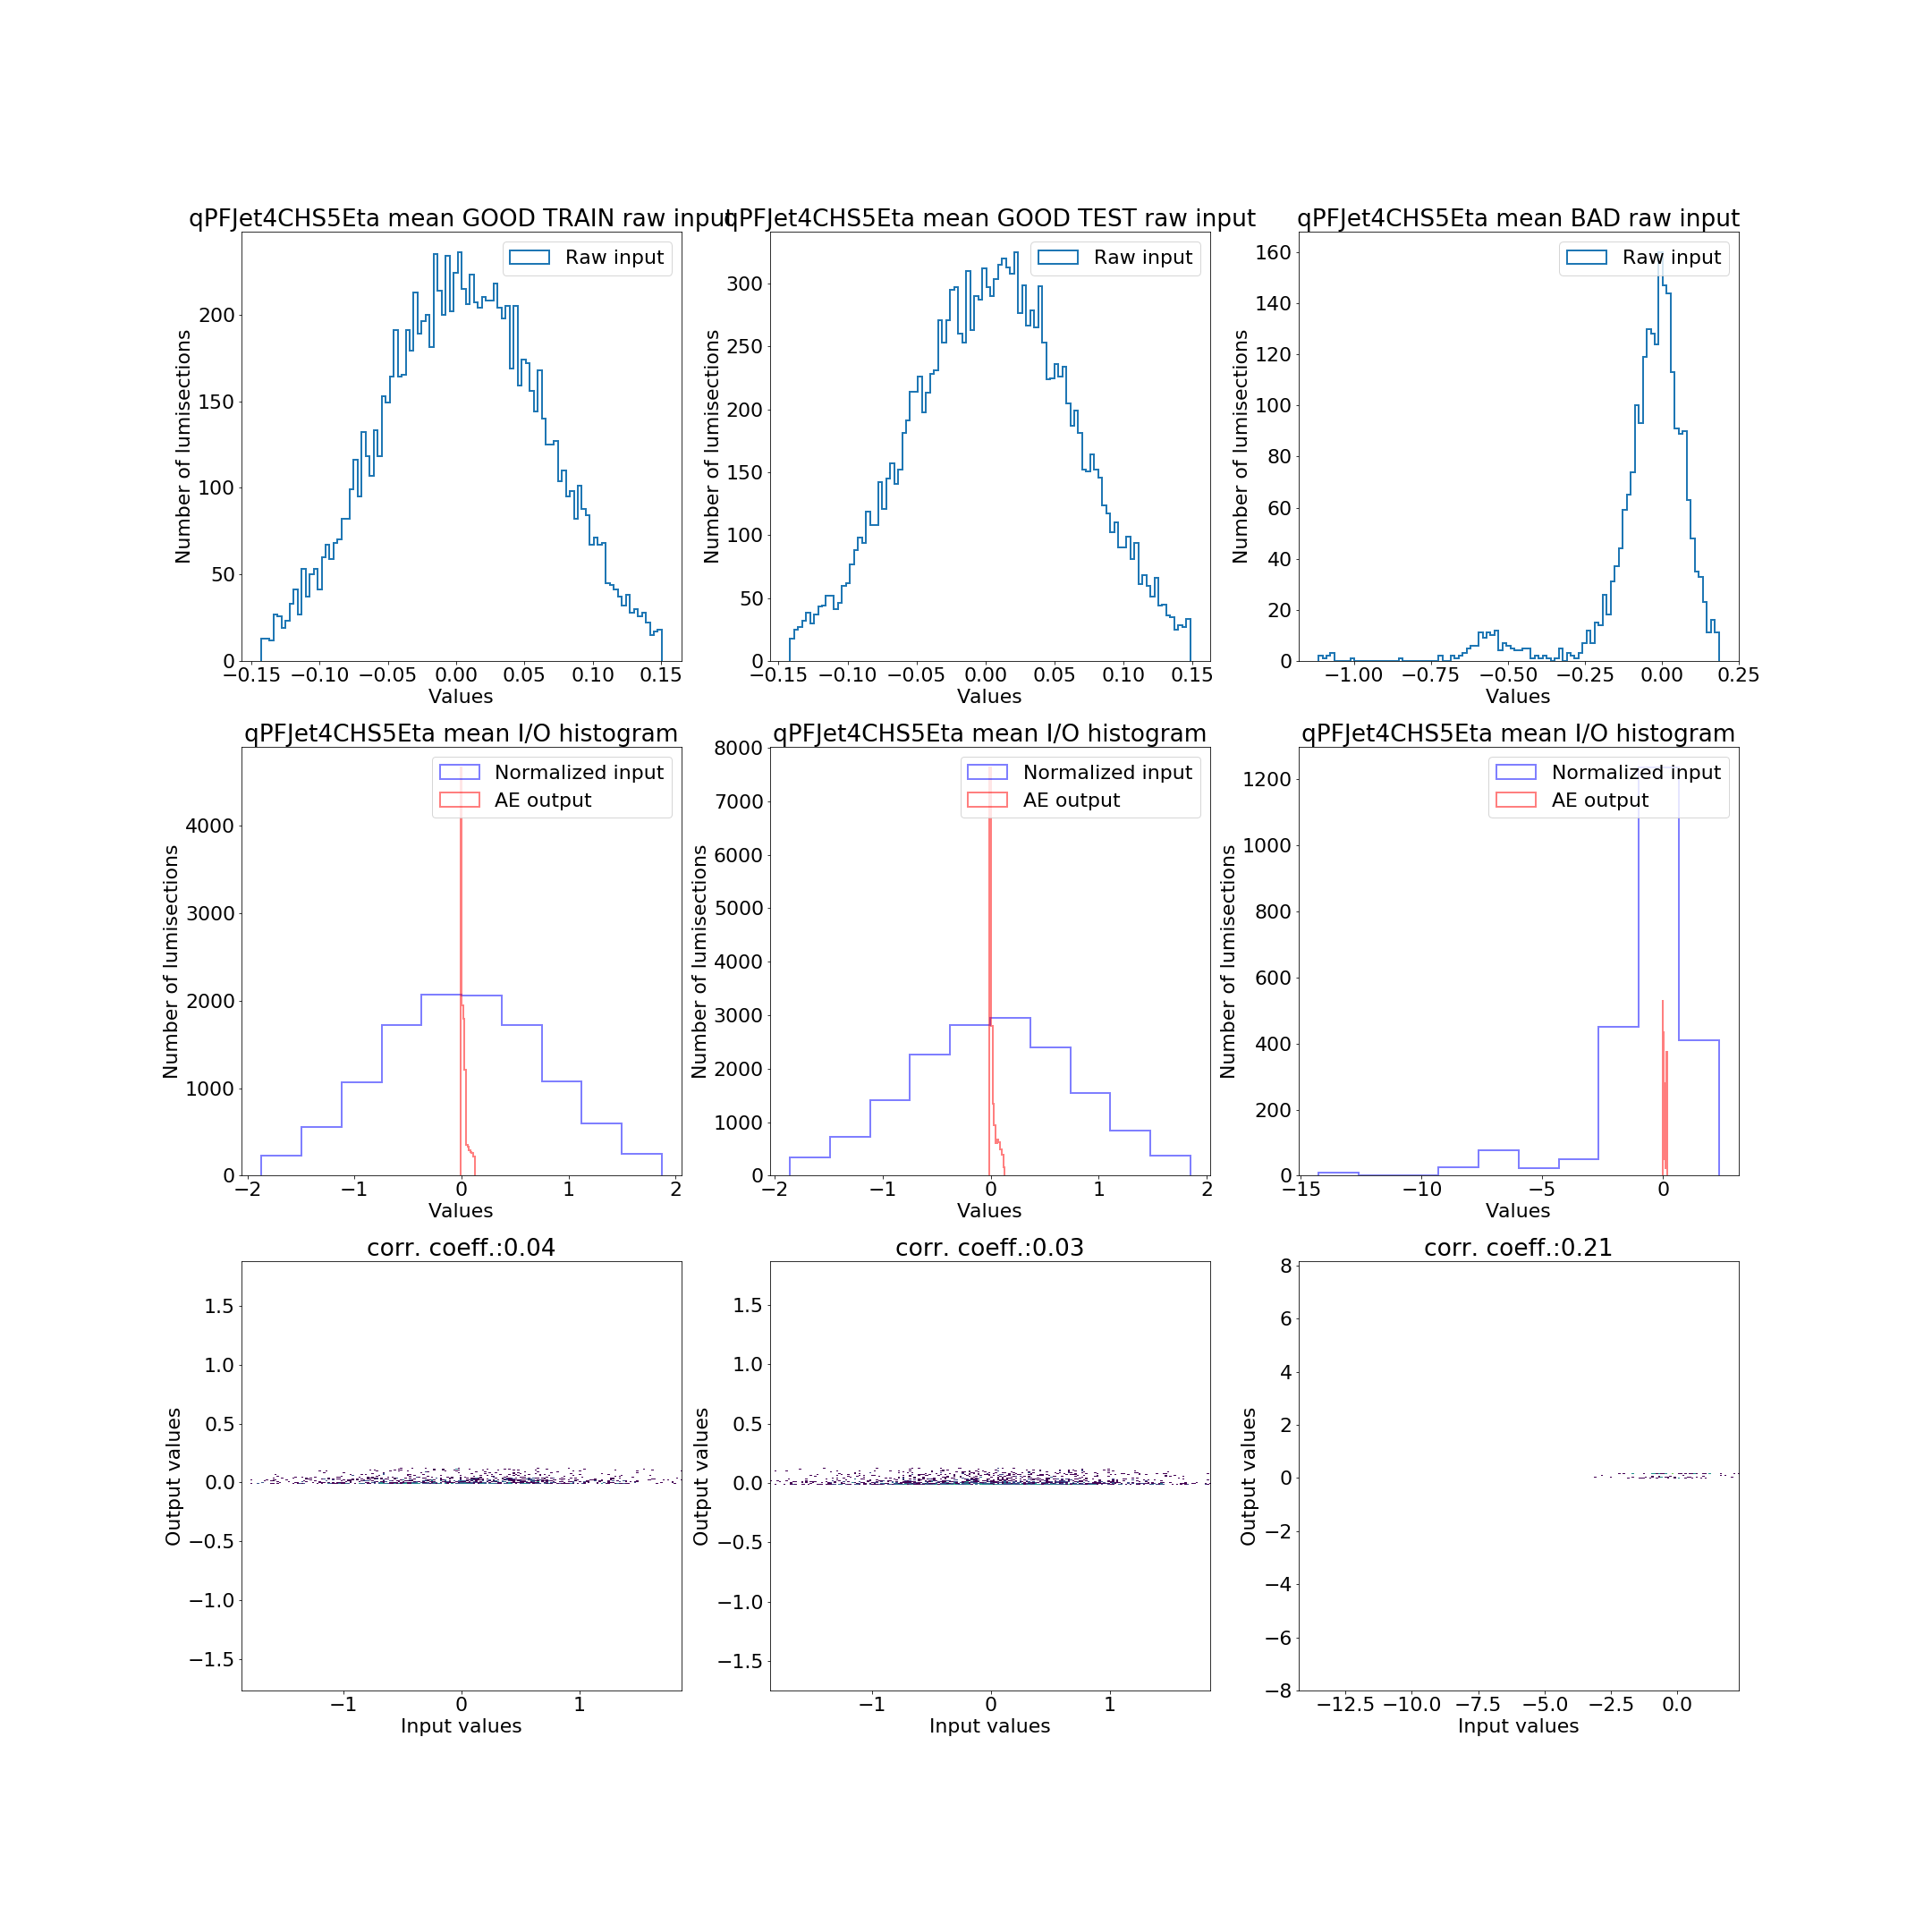 qPFJet4CHS5Eta mean GOOD TRAIN raw input
Raw input
Number of lumisections
0
50
100
150
200
−0.15 −0.10 −0.05 0.00 0.05 0.10 0.15
Values
qPFJet4CHS5Eta mean GOOD TEST raw input
Raw input
Number of lumisections
0
50
100
150
200
250
300
−0.15 −0.10 −0.05 0.00 0.05 0.10 0.15
Values
qPFJet4CHS5Eta mean BAD raw input
Raw input
Number of lumisections
0
20
40
60
80
100
120
140
160
−1.00 −0.75 −0.50 −0.25 0.00 0.25
Values
qPFJet4CHS5Eta mean I/O histogram
Normalized input
AE output
Number of lumisections
0
1000
2000
3000
4000
−2 −1 0 1 2
Values
qPFJet4CHS5Eta mean I/O histogram
Normalized input
AE output
Number of lumisections
0
1000
2000
3000
4000
5000
6000
7000
8000
−2 −1 0 1 2
Values
qPFJet4CHS5Eta mean I/O histogram
Normalized input
AE output
Number of lumisections
0
200
400
600
800
1000
1200
−15 −10 −5 0
Values
corr. coeff.:0.04
Output values
1.5
1.0
0.5
0.0
−0.5
−1.0
−1.5
−1 0 1
Input values
corr. coeff.:0.03
Output values
1.5
1.0
0.5
0.0
−0.5
−1.0
−1.5
−1 0 1
Input values
corr. coeff.:0.21
Output values
8
6
4
2
0
−2
−4
−6
−8
−12.5 −10.0 −7.5 −5.0 −2.5 0.0
Input values